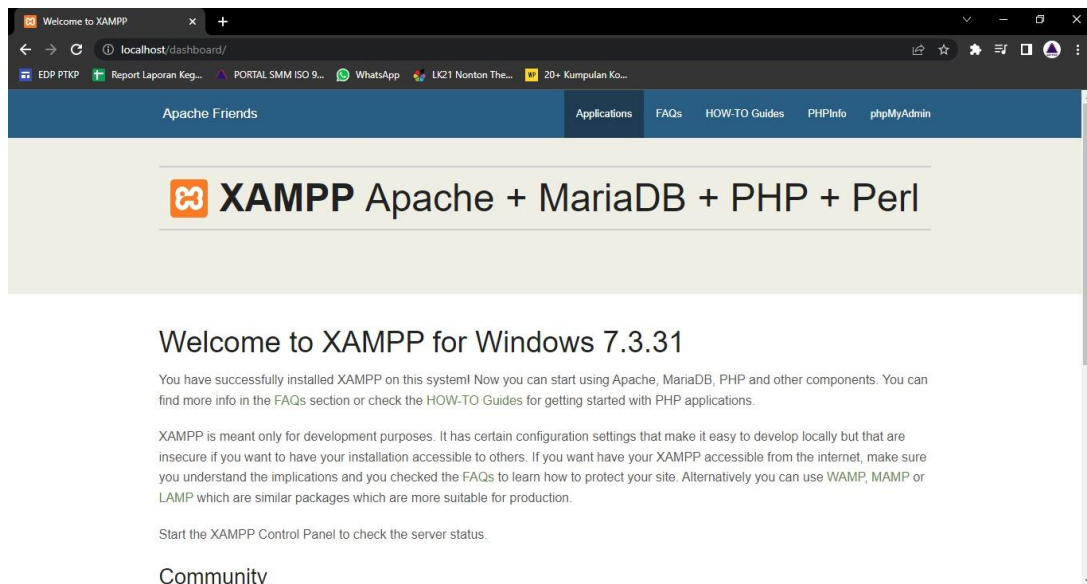 Welcome to XAMPP
localhost/dashboard/
EDP PTKP Report Laporan Keg... PORTAL SMM ISO 9... WhatsApp LK21 Nonton The... WP 20+ Kumpulan Ko...
Apache Friends Applications FAQs HOW-TO Guides PHPInfo phpMyAdmin
XAMPP Apache + MariaDB + PHP + Perl
Welcome to XAMPP for Windows 7.3.31
You have successfully installed XAMPP on this system! Now you can start using Apache, MariaDB, PHP and other components. You can
find more info in the FAQs section or check the HOW-TO Guides for getting started with PHP applications.
XAMPP is meant only for development purposes. It has certain configuration settings that make it easy to develop locally but that are
insecure if you want to have your installation accessible to others. If you want have your XAMPP accessible from the internet, make sure
you understand the implications and you checked the FAQs to learn how to protect your site. Alternatively you can use WAMP, MAMP or
LAMP which are similar packages which are more suitable for production.
Start the XAMPP Control Panel to check the server status.
Community